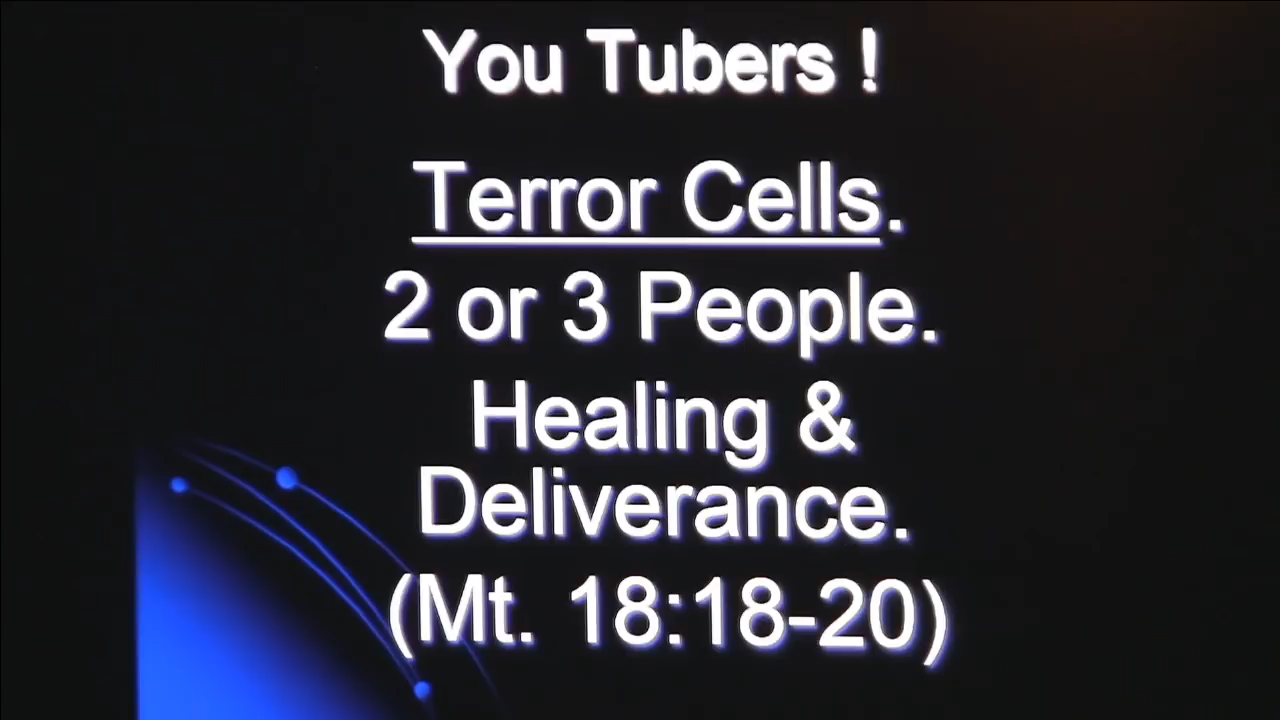 You Tubers !
Terror Cells.
2 or 3 People.
Healing &
Deliverance.
(Mt. 18:18-20)